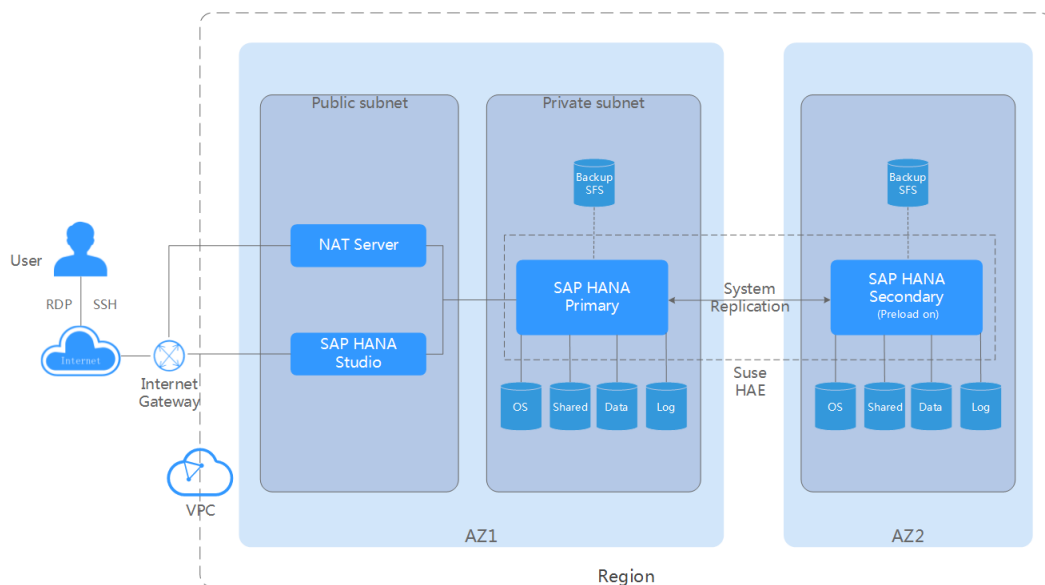 Public subnet
Private subnet
Backup
SFS
Backup
SFS
User
NAT Server
RDP
SSH
SAP HANA
Primary
System
Replication
SAP HANA
Secondary
(Preload on)
Internet
SAP HANA
Studio
Internet
Gateway
Suse
HAE
OS
Shared
Data
Log
OS
Shared
Data
Log
VPC
AZ1
AZ2
Region